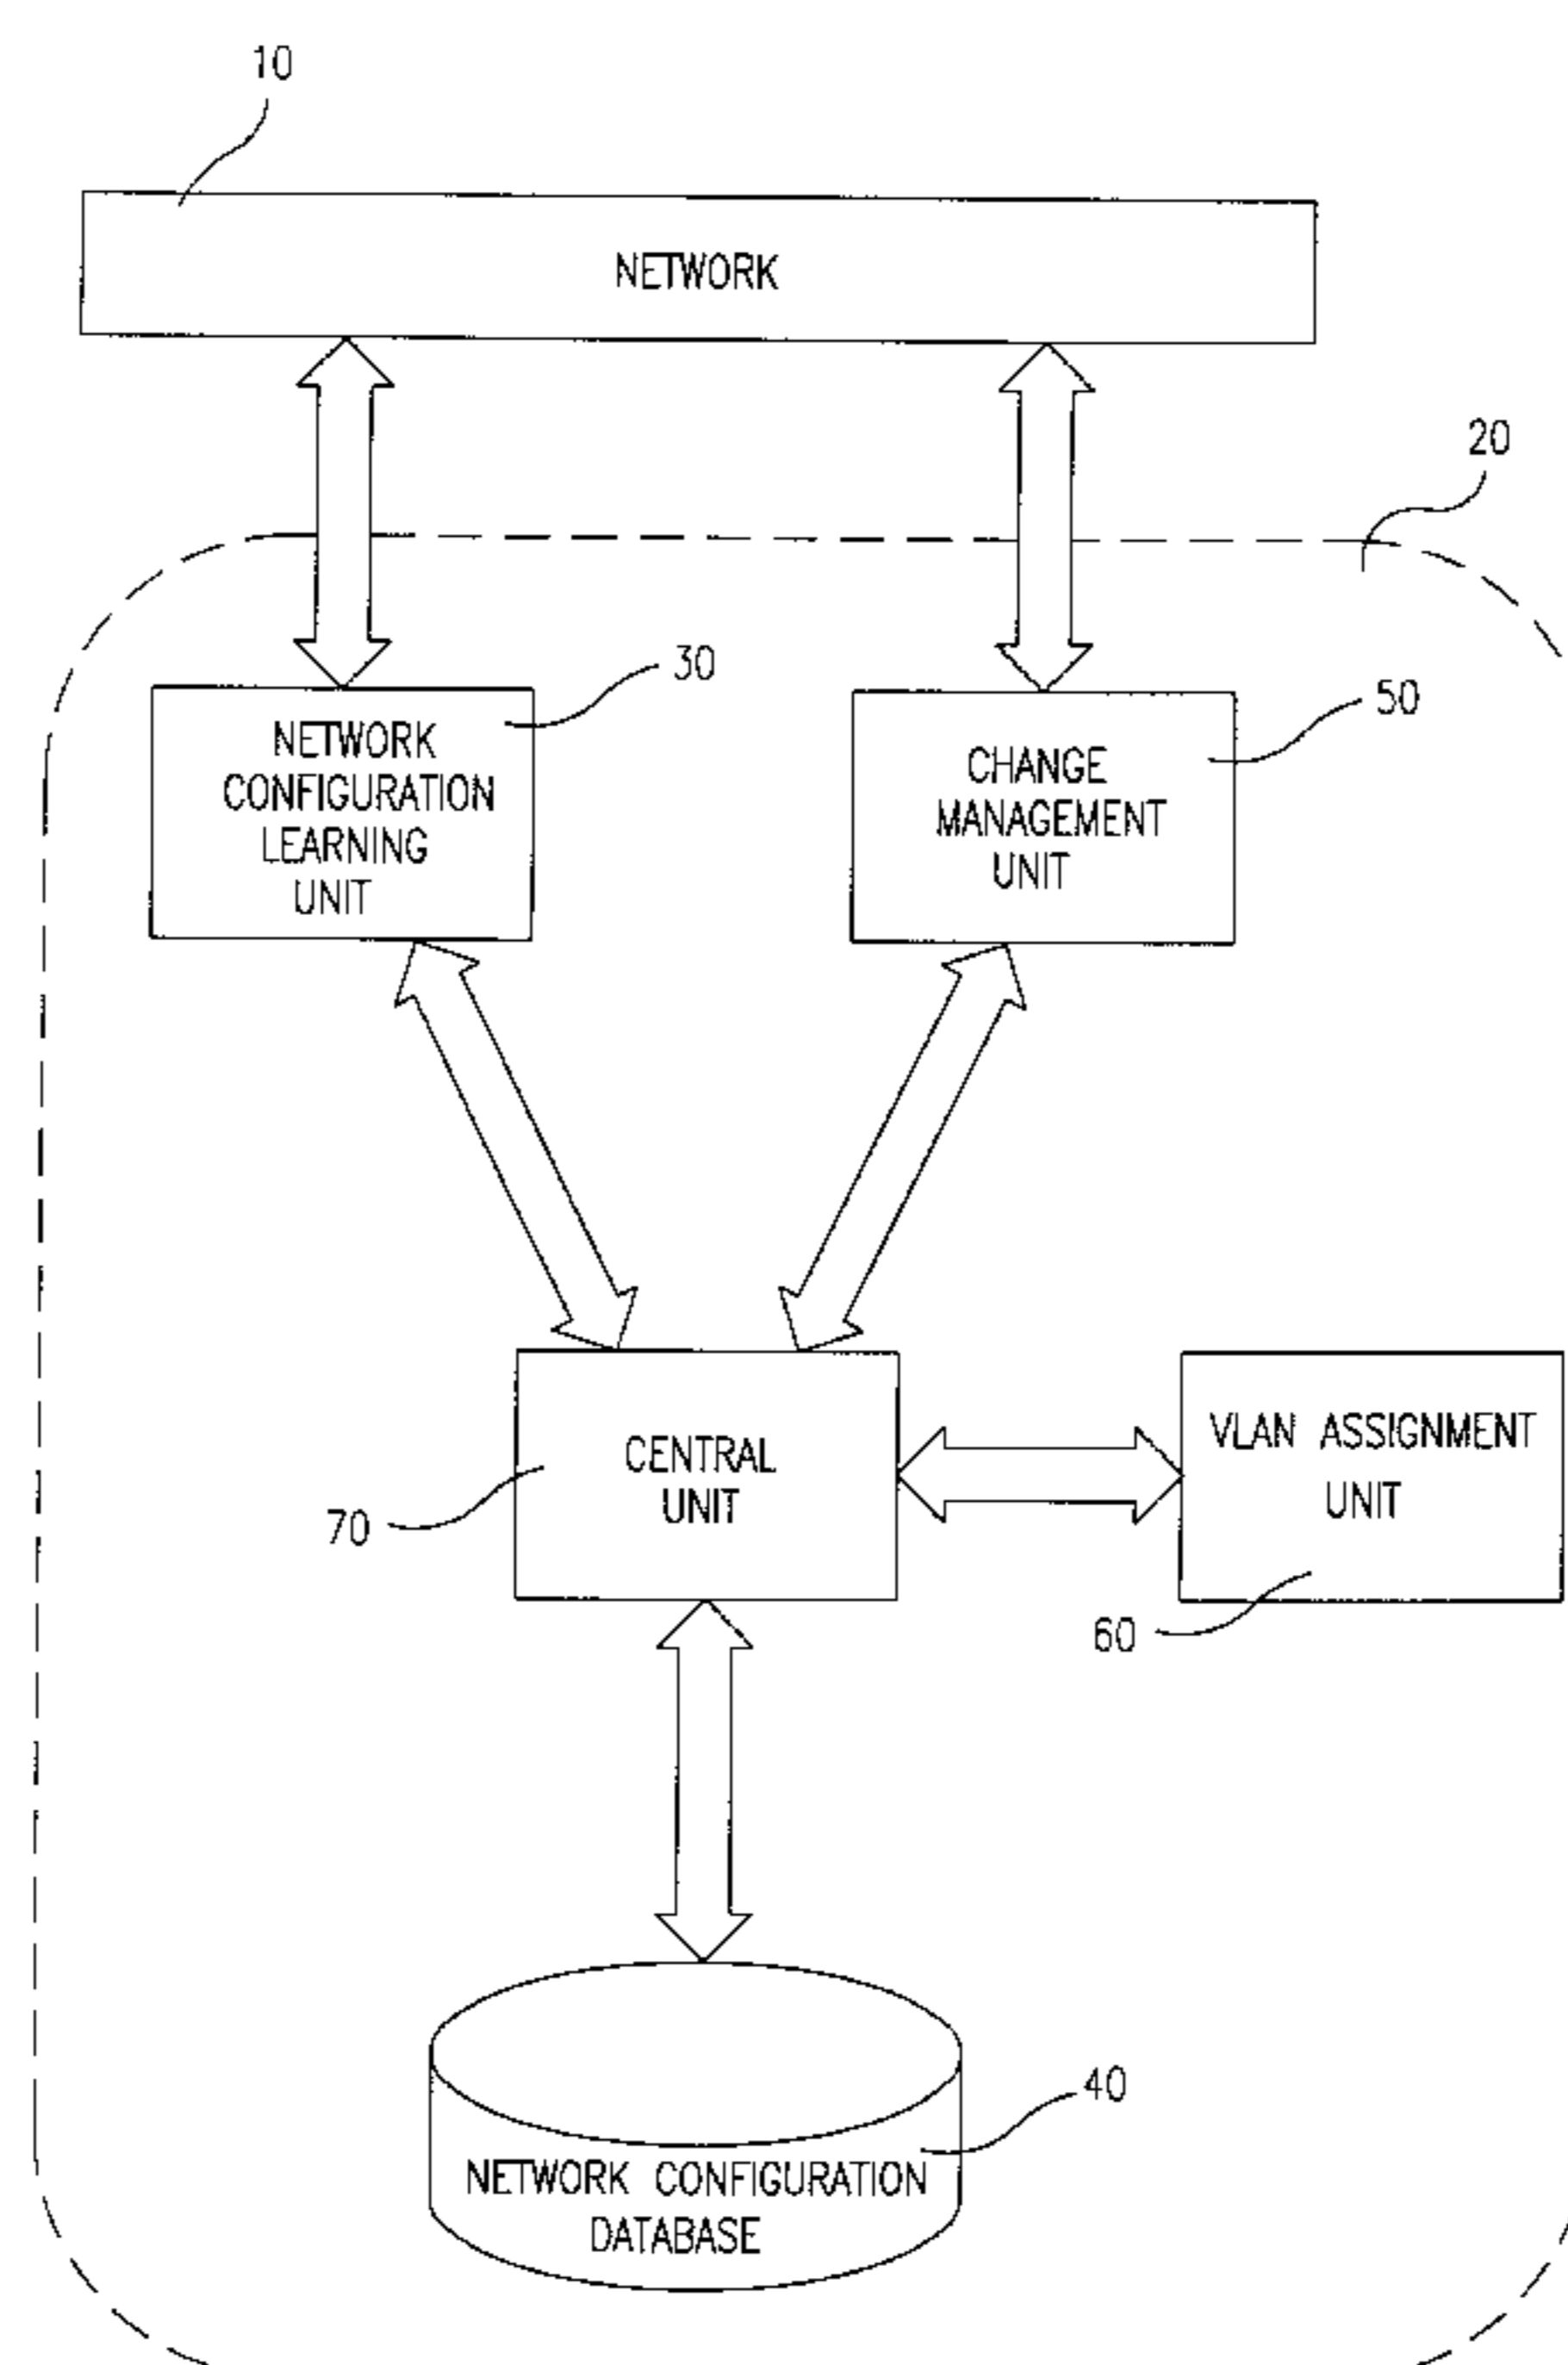 10
NETWORK
20
30
NETWORK
CONFIGURATION
LEARNING
UNIT
50
CHANGE
MANAGEMENT
UNIT
CENTRAL
UNIT
70
VLAN ASSIGNMENT
UNIT
60
40
NETWORK CONFIGURATION
DATABASE